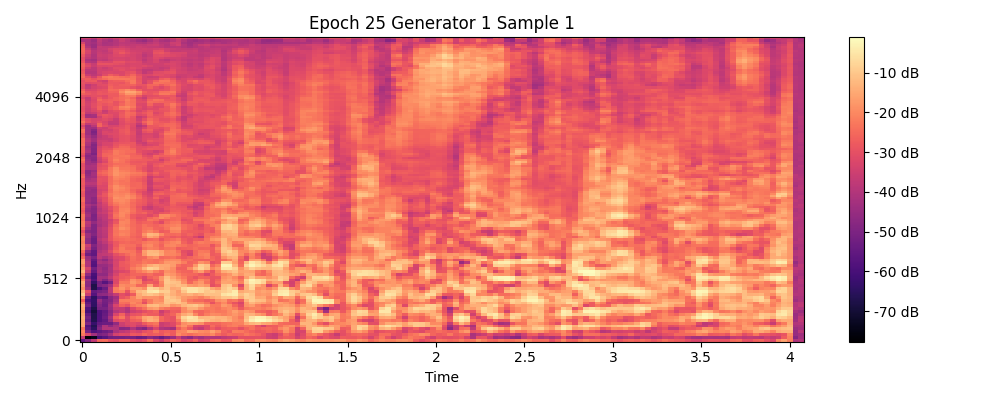 Epoch 25 Generator 1 Sample 1
Hz
4096
2048
1024
512
0
0 0.5 1 1.5 2 2.5 3 3.5 4
Time
-10 dB
-20 dB
-30 dB
-40 dB
-50 dB
-60 dB
-70 dB